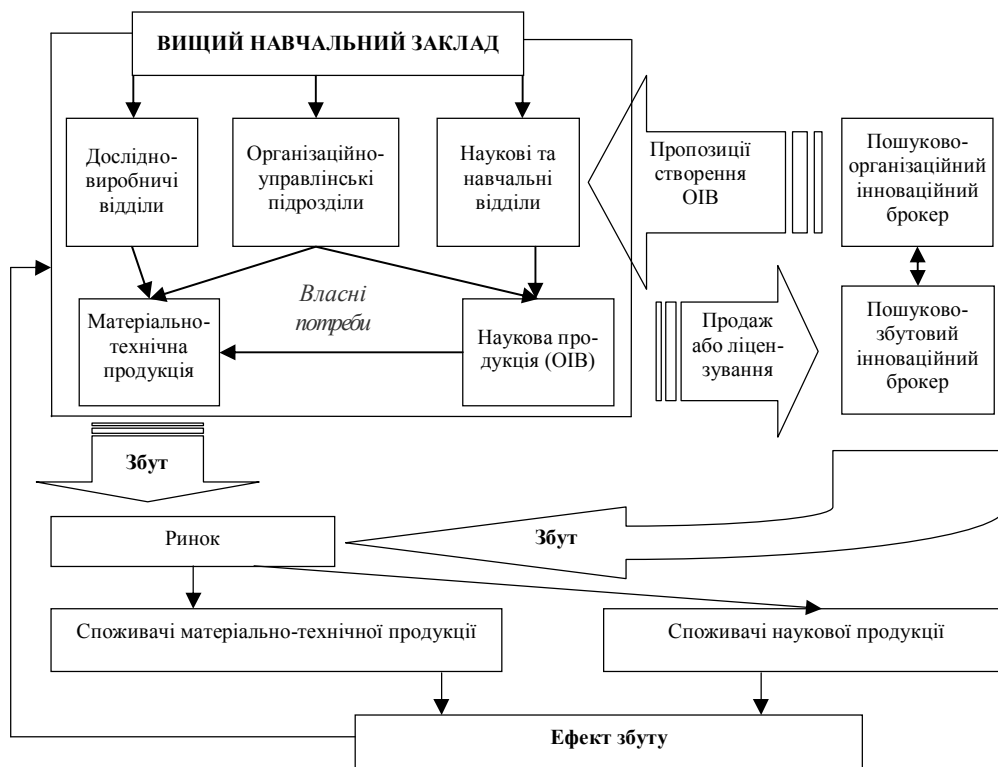 ВИЩИЙ НАВЧАЛЬНИЙ ЗАКЛАД
Дослідно-
виробничі
відділи
Організаційно-
управлінські
підрозділи
Наукові та
навчальні
відділи
Пропозиції
створення
ОІВ
Пошуково-
організаційний
інноваційний
брокер
Власні
потреби
Матеріально-
технічна
продукція
Наукова про-
дукція (ОІВ)
Продаж
або ліцен-
зування
Пошуково-
збутовий
інноваційний
брокер
Збут
Ринок
Збут
Споживачі матеріально-технічної продукції
Споживачі наукової продукції
Ефект збуту